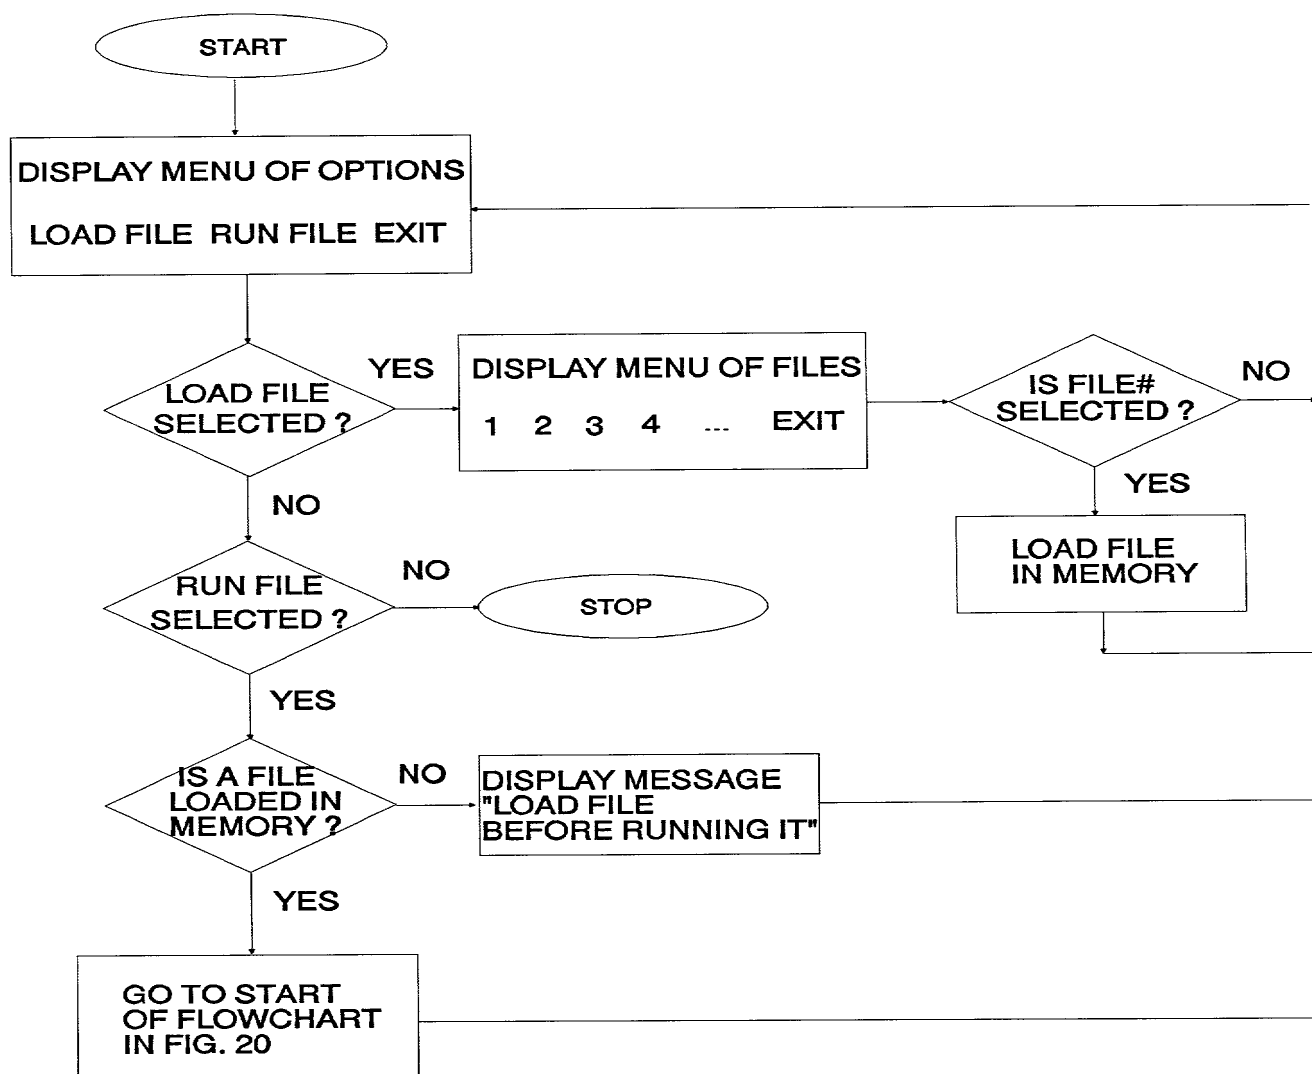 START
DISPLAY MENU OF OPTIONS
LOAD FILE RUN FILE EXIT
YES
LOAD FILE
SELECTED ?
DISPLAY MENU OF FILES
1 2 3 4 ... EXIT
IS FILE#
SELECTED ?
NO
NO
YES
LOAD FILE
IN MEMORY
RUN FILE
SELECTED ?
NO
STOP
YES
IS A FILE
LOADED IN
MEMORY ?
NO
DISPLAY MESSAGE
"LOAD FILE
BEFORE RUNNING IT"
YES
GO TO START
OF FLOWCHART
IN FIG. 20